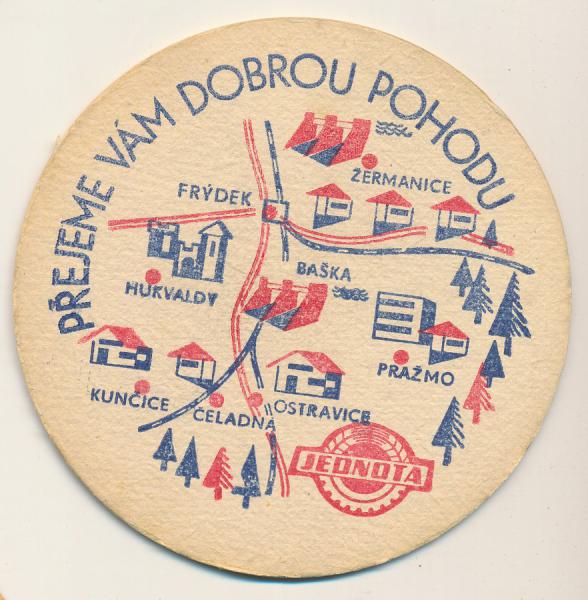 PŘEJEME VÁM DOBROU POHODU
ŽERMANICE
FRÝDEK
BAŠKA
HUKVALDY
PRAŽMO
KUNČICE
ČELADNÁ
OSTRAVICE
JEDNOTA